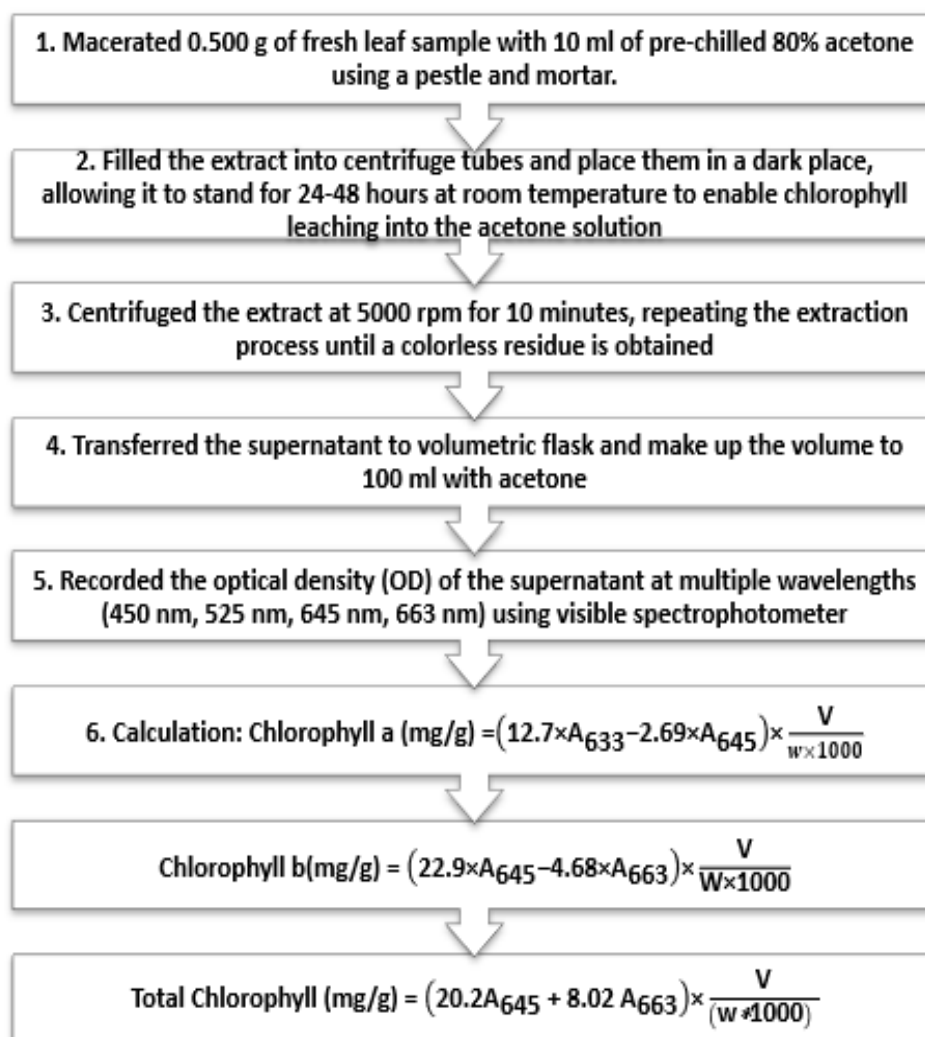 1. Macerated 0.500 g of fresh leaf sample with 10 ml of pre-chilled 80% acetone
using a pestle and mortar.
2. Filled the extract into centrifuge tubes and place them in a dark place,
allowing it to stand for 24-48 hours at room temperature to enable chlorophyll
leaching into the acetone solution
3. Centrifuged the extract at 5000 rpm for 10 minutes, repeating the extraction
process until a colorless residue is obtained
4. Transferred the supernatant to volumetric flask and make up the volume to
100 ml with acetone
5. Recorded the optical density (OD) of the supernatant at multiple wavelengths
(450 nm, 525 nm, 645 nm, 663 nm) using visible spectrophotometer
6. Calculation: Chlorophyll a (mg/g) =(12.7×A633−2.69×A645)× V
w×1000
Chlorophyll b(mg/g) = (22.9×A645−4.68×A663)× V
W×1000
Total Chlorophyll (mg/g) = (20.2A645 + 8.02 A663)× V
(w*1000)